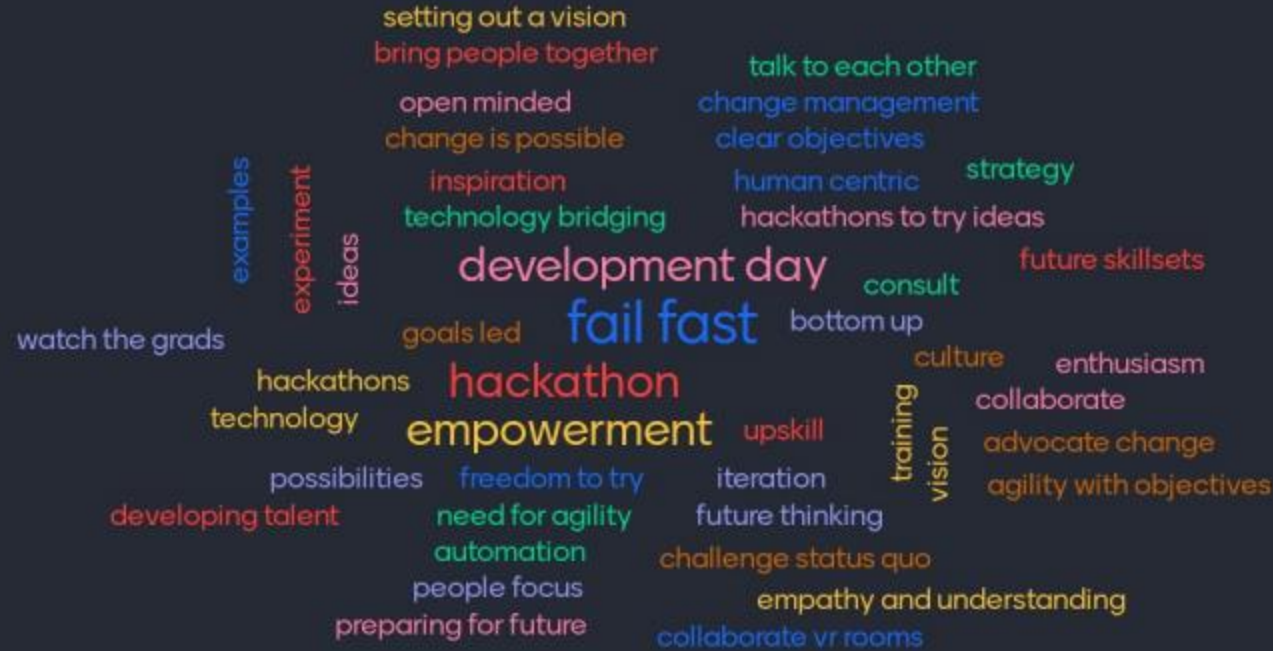 setting out a vision
bring people together
talk to each other
open minded
change management
change is possible
clear objectives
examples
experiment
inspiration
human centric
strategy
technology bridging
hackathons to try ideas
ideas
development day
future skillsets
consult
fail fast
bottom up
watch the grads
goals led
culture
enthusiasm
hackathons
hackathon
training
collaborate
technology
empowerment
upskill
vision
advocate change
possibilities
freedom to try
iteration
agility with objectives
developing talent
need for agility
future thinking
automation
challenge status quo
people focus
empathy and understanding
preparing for future
collaborate vr rooms